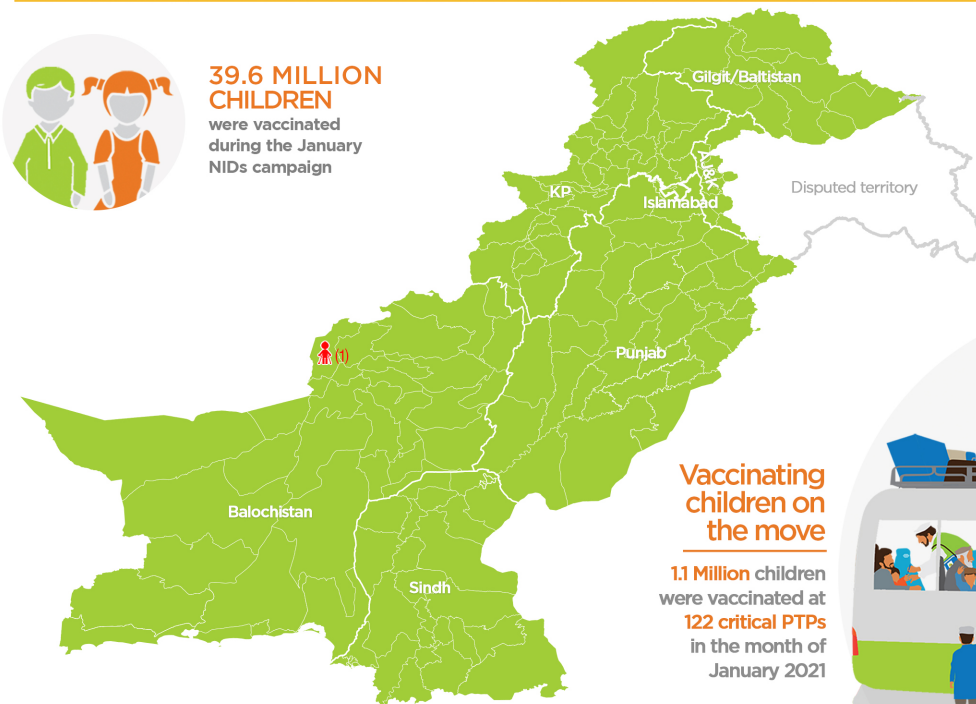 39.6 MILLION
CHILDREN
were vaccinated
during the January
NIDs campaign
Gilgit/Baltistan
AJ&K
Disputed territory
KP
Islamabad
(1)
Punjab
Balochistan
Sindh
Vaccinating
children on
the move
1.1 Million children
were vaccinated at
122 critical PTPs
in the month of
January 2021